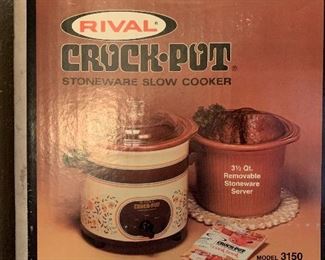 RIVAL
CROCK·POT®
STONEWARE SLOW COOKER
3½ Qt.
Removable
Stoneware
Server
CROCK·POT
MODEL 3150